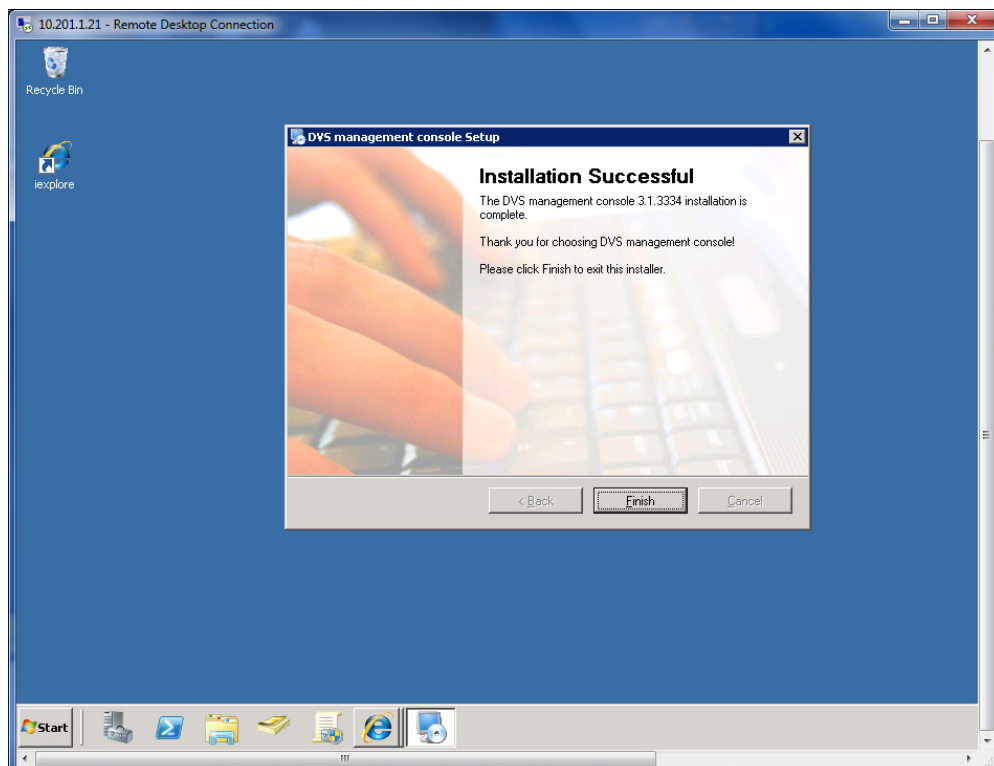 10.201.1.21 - Remote Desktop Connection
Recycle Bin
iexplore
DVS management console Setup
Installation Successful
The DVS management console 3.1.3334 installation is
complete.
Thank you for choosing DVS management console!
Please click Finish to exit this installer.
< Back
Finish
Cancel
Start